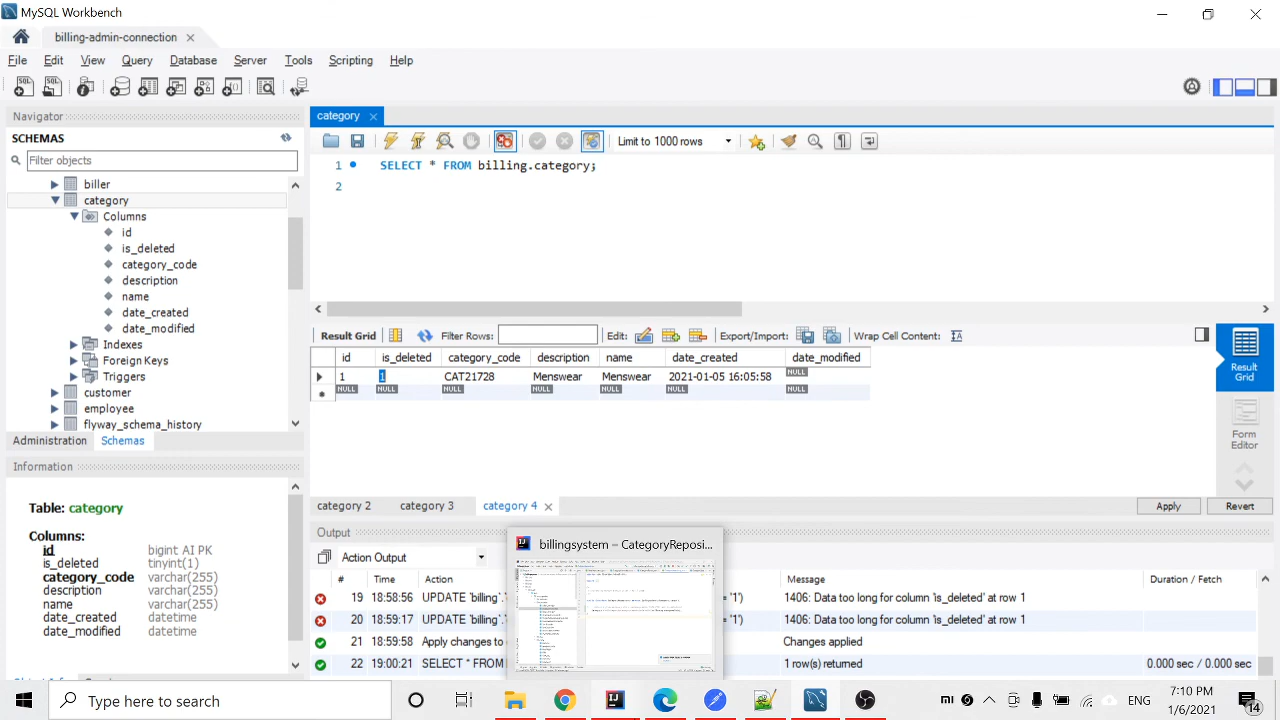 MySQL Workbench
billing-admin-connection
File Edit View Query Database Server Tools Scripting Help
Navigator
SCHEMAS
Filter objects
biller
category
Columns
id
is_deleted
category_code
description
name
date_created
date_modified
Indexes
Foreign Keys
Triggers
customer
employee
flyway_schema_history
Administration Schemas
Information
Table: category
Columns:
id bigint AI PK
is_deleted tinyint(1)
category_code varchar(255)
description varchar(255)
name varchar(255)
date_created datetime
date_modified datetime
category
Limit to 1000 rows
1 SELECT * FROM billing.category;
2
Result Grid Filter Rows: Edit: Export/Import: Wrap Cell Content:
id is_deleted category_code description name date_created date_modified
1 1 CAT21728 Menswear Menswear 2021-01-05 16:05:58 NULL
NULL NULL NULL NULL NULL NULL NULL
Result Grid
Form Editor
category 2 category 3 category 4 Apply Revert
Output
Action Output
billingsystem – CategoryReposi...
# Time Action Message Duration / Fetch
19 18:58:56 UPDATE `billing`. = '1') 1406: Data too long for column 'is_deleted' at row 1
20 18:59:17 UPDATE `billing`. = '1') 1406: Data too long for column 'is_deleted' at row 1
21 18:59:58 Apply changes to Changes applied
22 19:00:21 SELECT * FROM 1 row(s) returned 0.000 sec / 0.000 sec
Type here to search
mi ENG 7:10 PM
1/6/2021
14